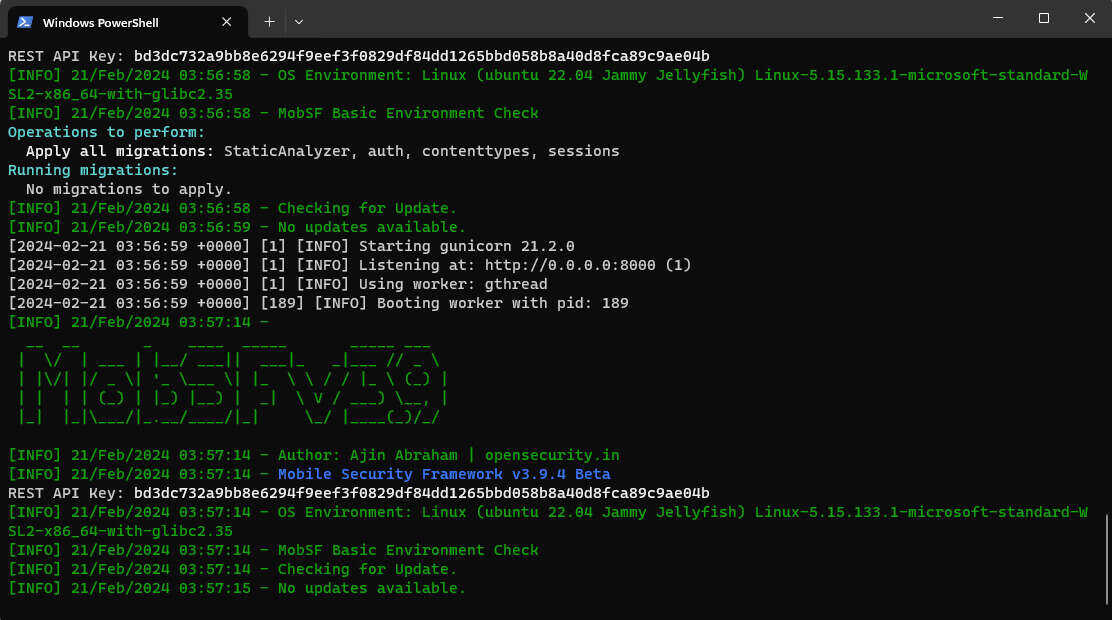 Windows PowerShell
REST API Key: bd3dc732a9bb8e6294f9eef3f0829df84dd1265bbd058b8a40d8fca89c9ae04b
[INFO] 21/Feb/2024 03:56:58 - OS Environment: Linux (ubuntu 22.04 Jammy Jellyfish) Linux-5.15.133.1-microsoft-standard-W
SL2-x86_64-with-glibc2.35
[INFO] 21/Feb/2024 03:56:58 - MobSF Basic Environment Check
Operations to perform:
Apply all migrations: StaticAnalyzer, auth, contenttypes, sessions
Running migrations:
No migrations to apply.
[INFO] 21/Feb/2024 03:56:58 - Checking for Update.
[INFO] 21/Feb/2024 03:56:59 - No updates available.
[2024-02-21 03:56:59 +0000] [1] [INFO] Starting gunicorn 21.2.0
[2024-02-21 03:56:59 +0000] [1] [INFO] Listening at: http://0.0.0.0:8000 (1)
[2024-02-21 03:56:59 +0000] [1] [INFO] Using worker: gthread
[2024-02-21 03:56:59 +0000] [189] [INFO] Booting worker with pid: 189
[INFO] 21/Feb/2024 03:57:14 -
MobSFv3.9
[INFO] 21/Feb/2024 03:57:14 - Author: Ajin Abraham | opensecurity.in
[INFO] 21/Feb/2024 03:57:14 - Mobile Security Framework v3.9.4 Beta
REST API Key: bd3dc732a9bb8e6294f9eef3f0829df84dd1265bbd058b8a40d8fca89c9ae04b
[INFO] 21/Feb/2024 03:57:14 - OS Environment: Linux (ubuntu 22.04 Jammy Jellyfish) Linux-5.15.133.1-microsoft-standard-W
SL2-x86_64-with-glibc2.35
[INFO] 21/Feb/2024 03:57:14 - MobSF Basic Environment Check
[INFO] 21/Feb/2024 03:57:14 - Checking for Update.
[INFO] 21/Feb/2024 03:57:15 - No updates available.